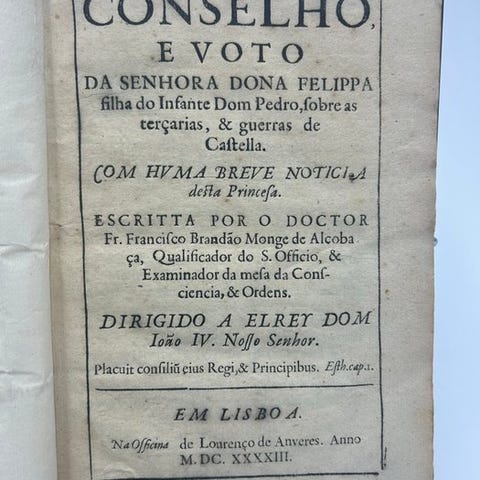 CONSELHO,
E VOTO
DA SENHORA DONA FELIPPA
filha do Infante Dom Pedro, ſobre as
terçarias, & guerras de
Caſtella.
COM HVMA BREVE NOTICIA
deſta Princeſa.
ESCRITTA POR O DOCTOR
Fr. Franciſco Brandão Monge de Alcoba
ça, Qualificador do S. Officio, &
Examinador da meſa da Conſ-
ciencia, & Ordens.
DIRIGIDO A ELREY DOM
Ioão IV. Noſſo Senhor.
Placuit conſiliũ eius Regi, & Principibus. Eſth.cap.1.
EM LISBOA.
Na Officina de Lourenço de Anveres. Anno
M.DC. XXXXIII.